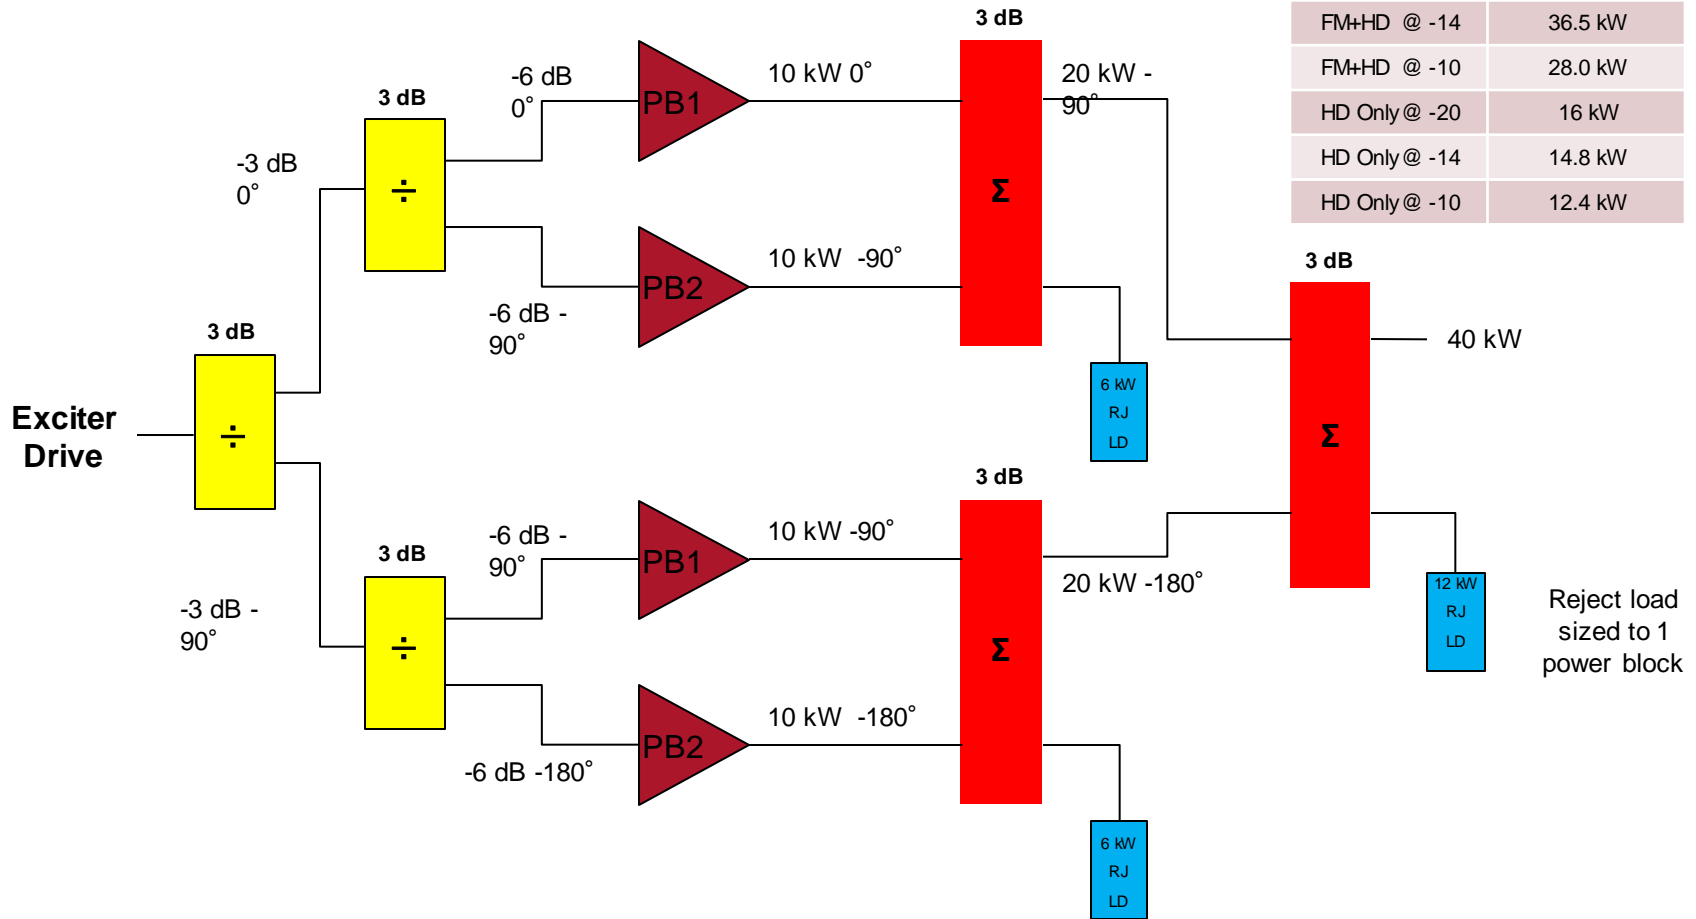 3 dB
FM+HD @ -14 36.5 kW
FM+HD @ -10 28.0 kW
HD Only @ -20 16 kW
HD Only @ -14 14.8 kW
HD Only @ -10 12.4 kW
-6 dB
0°
PB1
10 kW 0°
20 kW -
90°
3 dB
÷
-3 dB
0°
Σ
PB2
10 kW -90°
-6 dB -
90°
3 dB
÷
Exciter
Drive
6 kW
RJ
LD
3 dB
Σ
40 kW
3 dB
-6 dB -
90°
PB1
10 kW -90°
3 dB
÷
-3 dB -
90°
Σ
20 kW -180°
12 kW
RJ
LD
Reject load
sized to 1
power block
-6 dB -180°
PB2
10 kW -180°
6 kW
RJ
LD